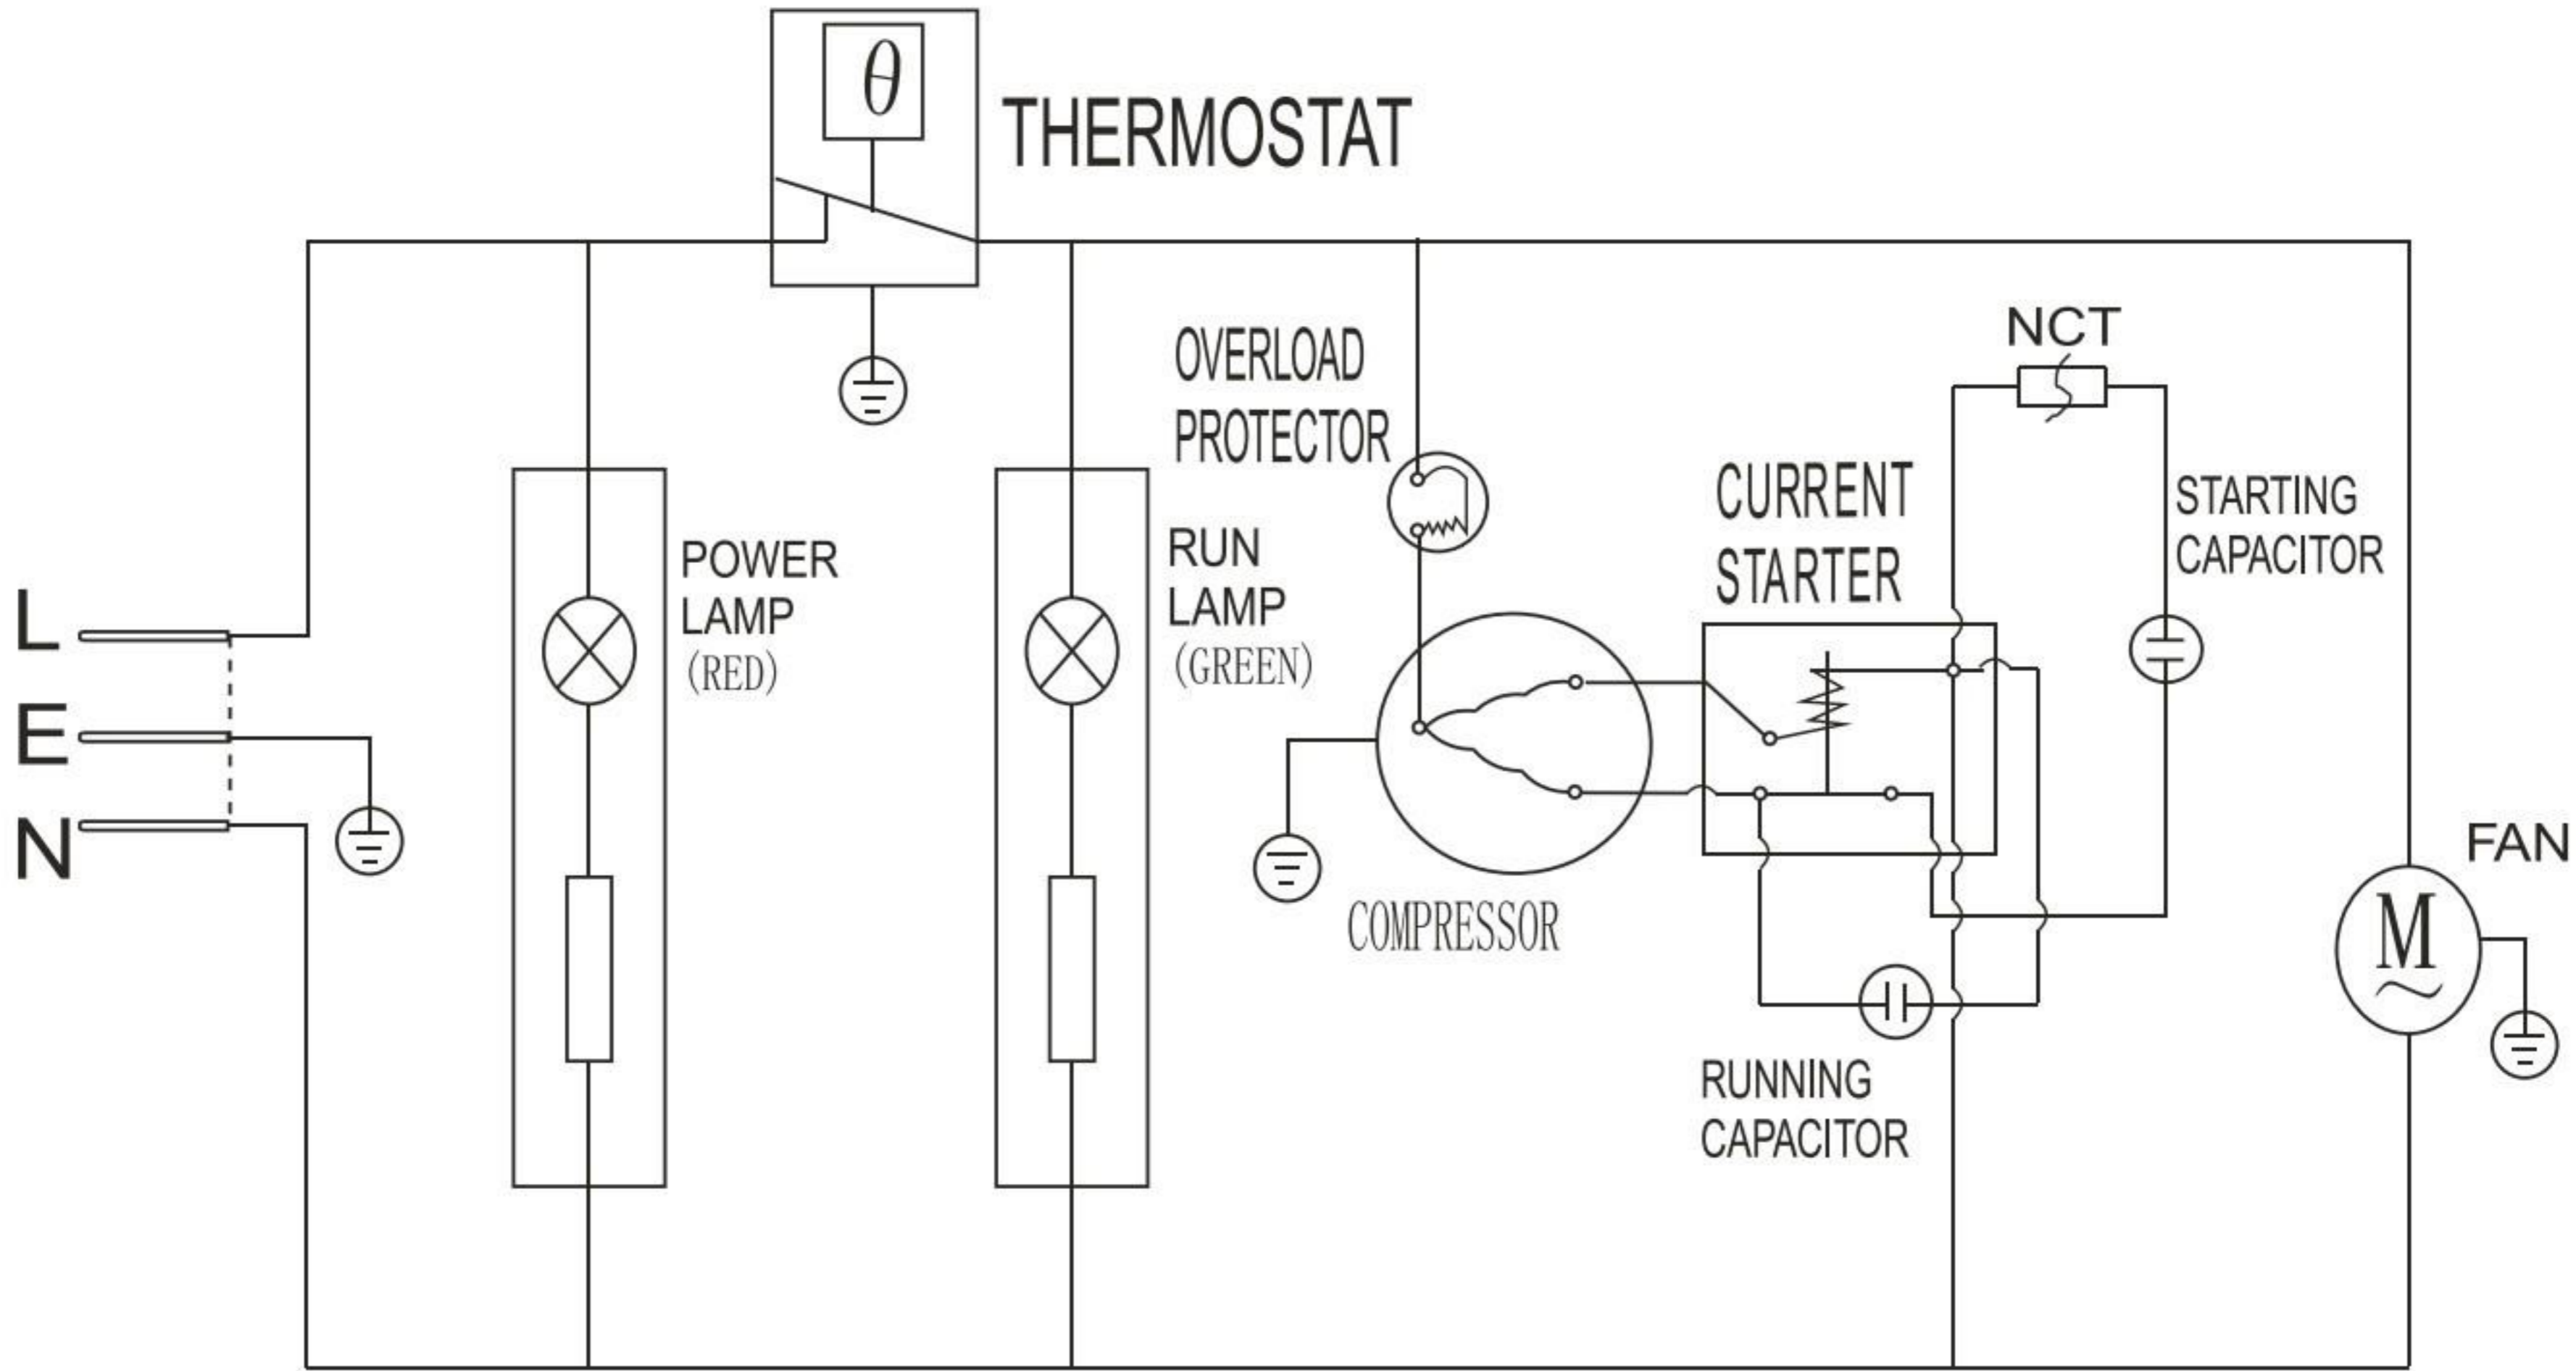 θ
THERMOSTAT
NCT
OVERLOAD
PROTECTOR
CURRENT
STARTER
STARTING
CAPACITOR
POWER
LAMP
(RED)
RUN
LAMP
(GREEN)
L
E
N
COMPRESSOR
FAN
M
~
RUNNING
CAPACITOR